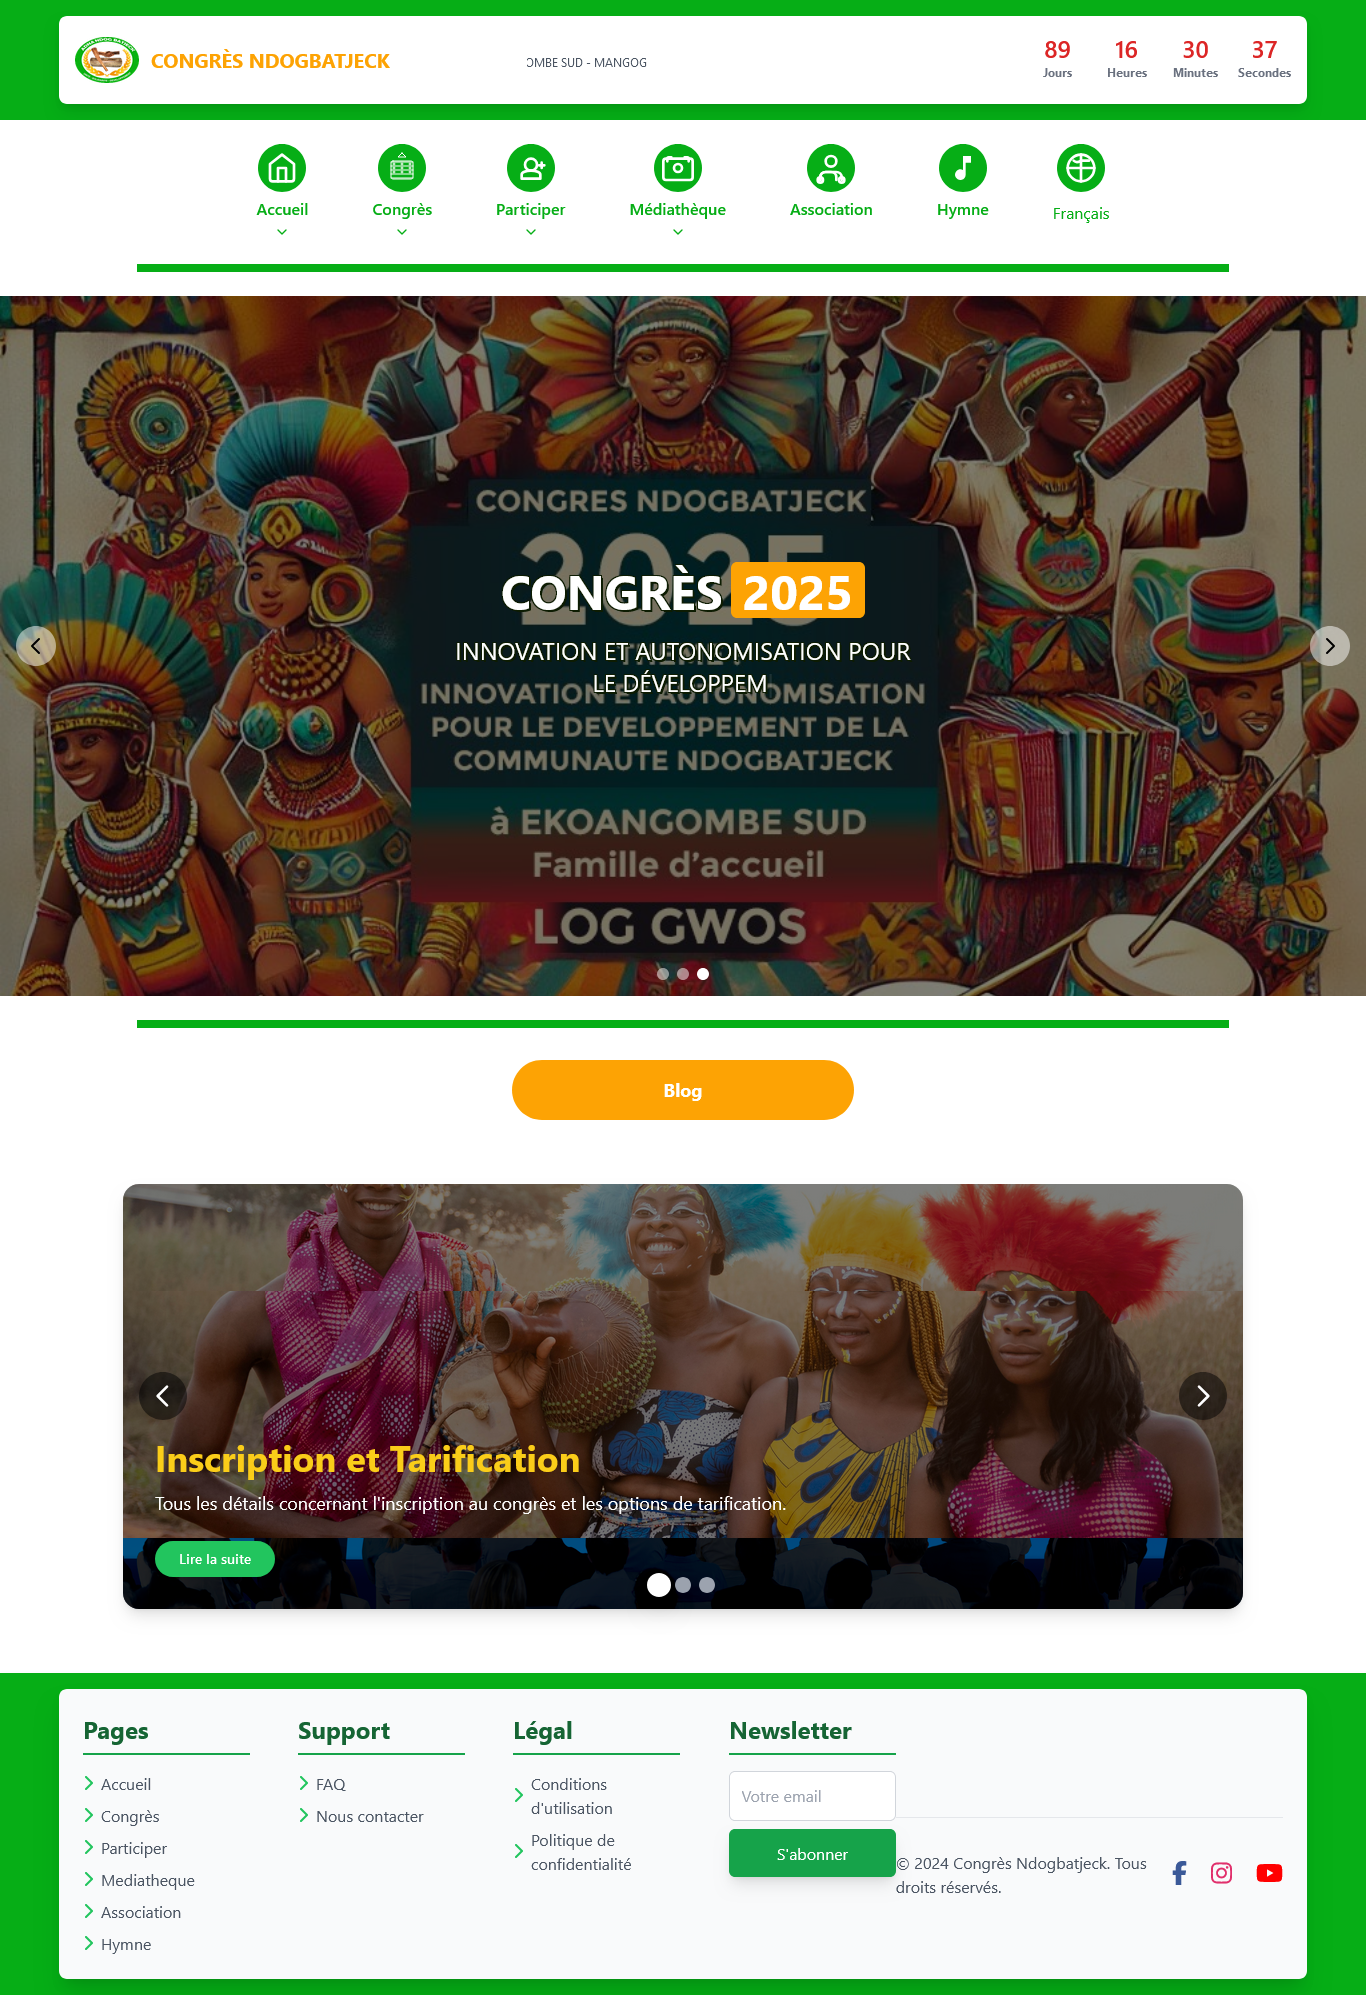 CONGRÈS NDOGBATJECK
OMBE SUD - MANGOG
89 16 30 37
Jours Heures Minutes Secondes
Accueil Congrès Participer Médiathèque Association Hymne Français
CONGRES NDOGBATJECK
2025
CONGRÈS 2025
INNOVATION ET AUTONOMISATION POUR
LE DÉVELOPPEM
INNOVATION ET AUTONOMISATION
POUR LE DEVELOPPEMENT DE LA
COMMUNAUTE NDOGBATJECK
à EKOANGOMBE SUD
Famille d'accueil
LOG GWOS
Blog
Inscription et Tarification
Tous les détails concernant l'inscription au congrès et les options de tarification.
Lire la suite
Pages
Accueil
Congrès
Participer
Mediatheque
Association
Hymne
Support
FAQ
Nous contacter
Légal
Conditions
d'utilisation
Politique de
confidentialité
Newsletter
Votre email
S'abonner
© 2024 Congrès Ndogbatjeck. Tous
droits réservés.